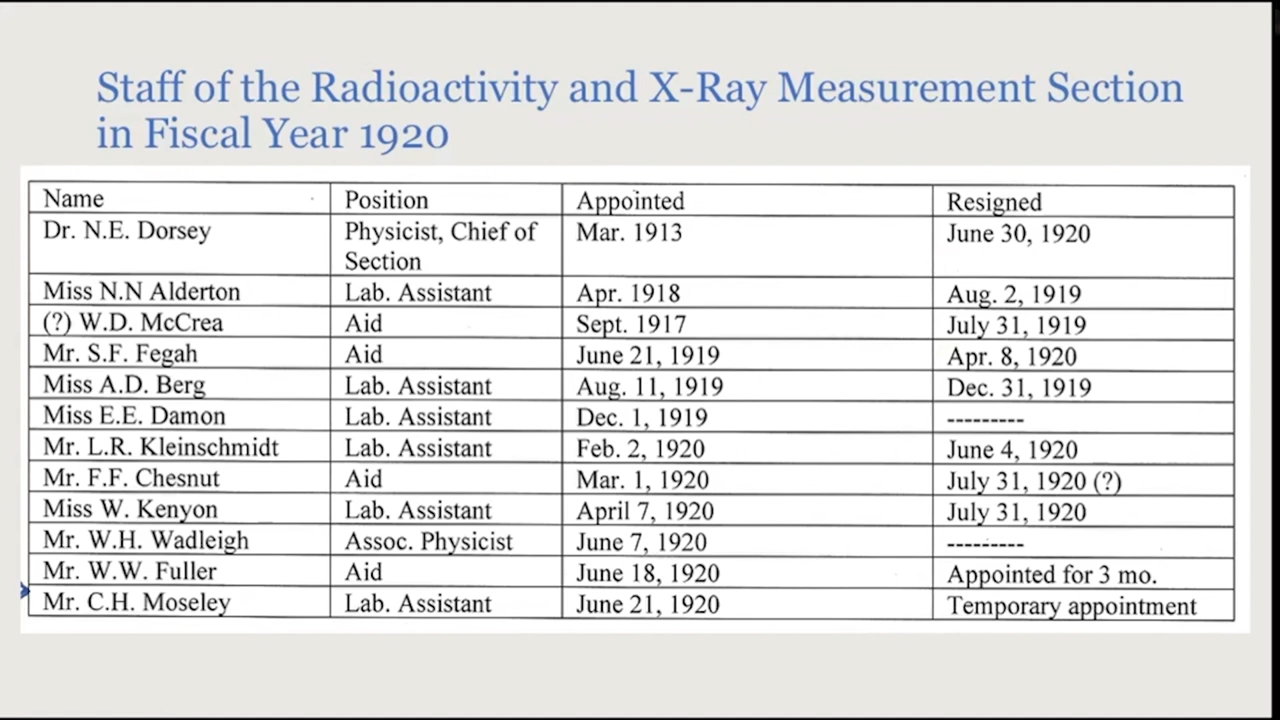 Staff of the Radioactivity and X-Ray Measurement Section
in Fiscal Year 1920
Name Position Appointed Resigned
Dr. N.E. Dorsey Physicist, Chief of Mar. 1913 June 30, 1920
Section
Miss N.N Alderton Lab. Assistant Apr. 1918 Aug. 2, 1919
(?) W.D. McCrea Aid Sept. 1917 July 31, 1919
Mr. S.F. Fegah Aid June 21, 1919 Apr. 8, 1920
Miss A.D. Berg Lab. Assistant Aug. 11, 1919 Dec. 31, 1919
Miss E.E. Damon Lab. Assistant Dec. 1, 1919 ---------
Mr. L.R. Kleinschmidt Lab. Assistant Feb. 2, 1920 June 4, 1920
Mr. F.F. Chesnut Aid Mar. 1, 1920 July 31, 1920 (?)
Miss W. Kenyon Lab. Assistant April 7, 1920 July 31, 1920
Mr. W.H. Wadleigh Assoc. Physicist June 7, 1920 ---------
Mr. W.W. Fuller Aid June 18, 1920 Appointed for 3 mo.
Mr. C.H. Moseley Lab. Assistant June 21, 1920 Temporary appointment